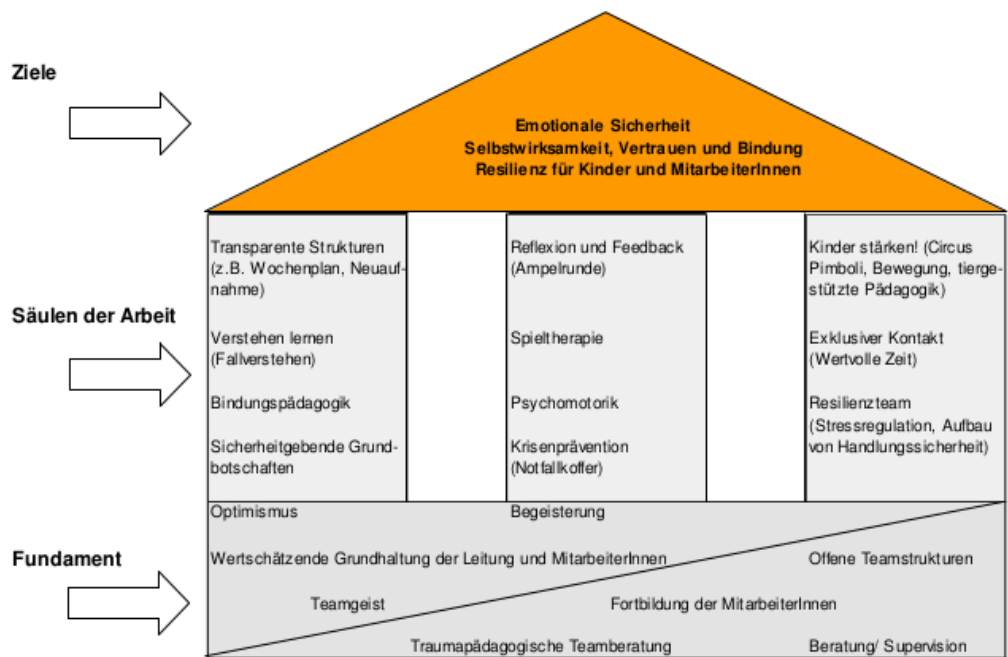 Ziele
Emotionale Sicherheit
Selbstwirksamkeit, Vertrauen und Bindung
Resilienz für Kinder und MitarbeiterInnen
Säulen der Arbeit
Transparente Strukturen
(z.B. Wochenplan, Neuauf-
nahme)
Verstehen lernen
(Fallverstehen)
Bindungspädagogik
Sicherheitgebende Grund-
botschaften
Reflexion und Feedback
(Ampelrunde)
Spieltherapie
Psychomotorik
Krisenprävention
(Notfallkoffer)
Kinder stärken! (Circus
Pimboli, Bewegung, tierge-
stützte Pädagogik)
Exklusiver Kontakt
(Wertvolle Zeit)
Resilienzteam
(Stressregulation, Aufbau
von Handlungssicherheit)
Fundament
Optimismus
Begeisterung
Wertschätzende Grundhaltung der Leitung und MitarbeiterInnen
Offene Teamstrukturen
Teamgeist
Fortbildung der MitarbeiterInnen
Traumapädagogische Teamberatung
Beratung/ Supervision